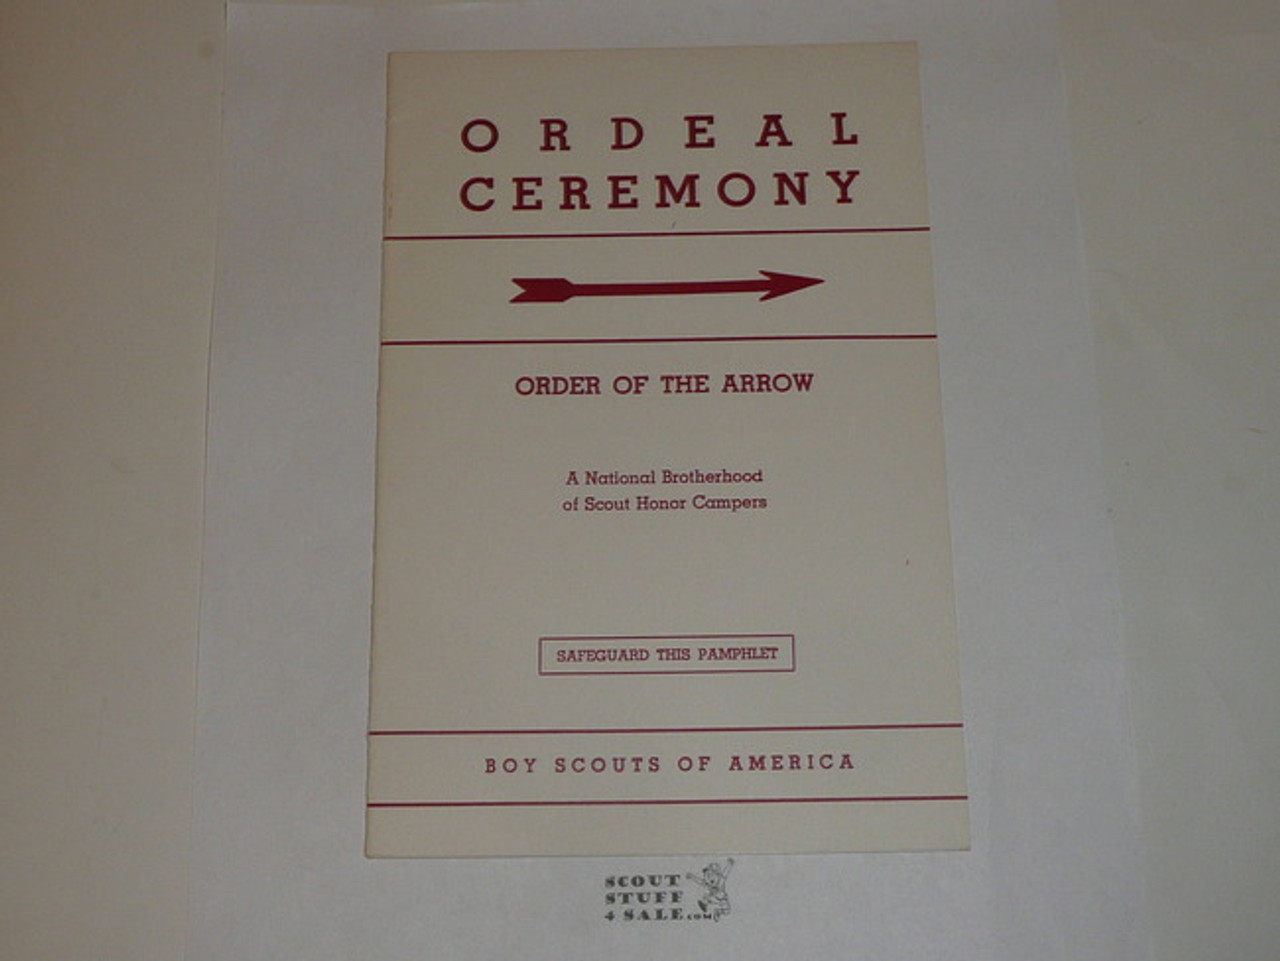 ORDEAL
CEREMONY
ORDER OF THE ARROW
A National Brotherhood
of Scout Honor Campers
SAFEGUARD THIS PAMPHLET
BOY SCOUTS OF AMERICA
SCOUT
STUFF
4 SALE.COM